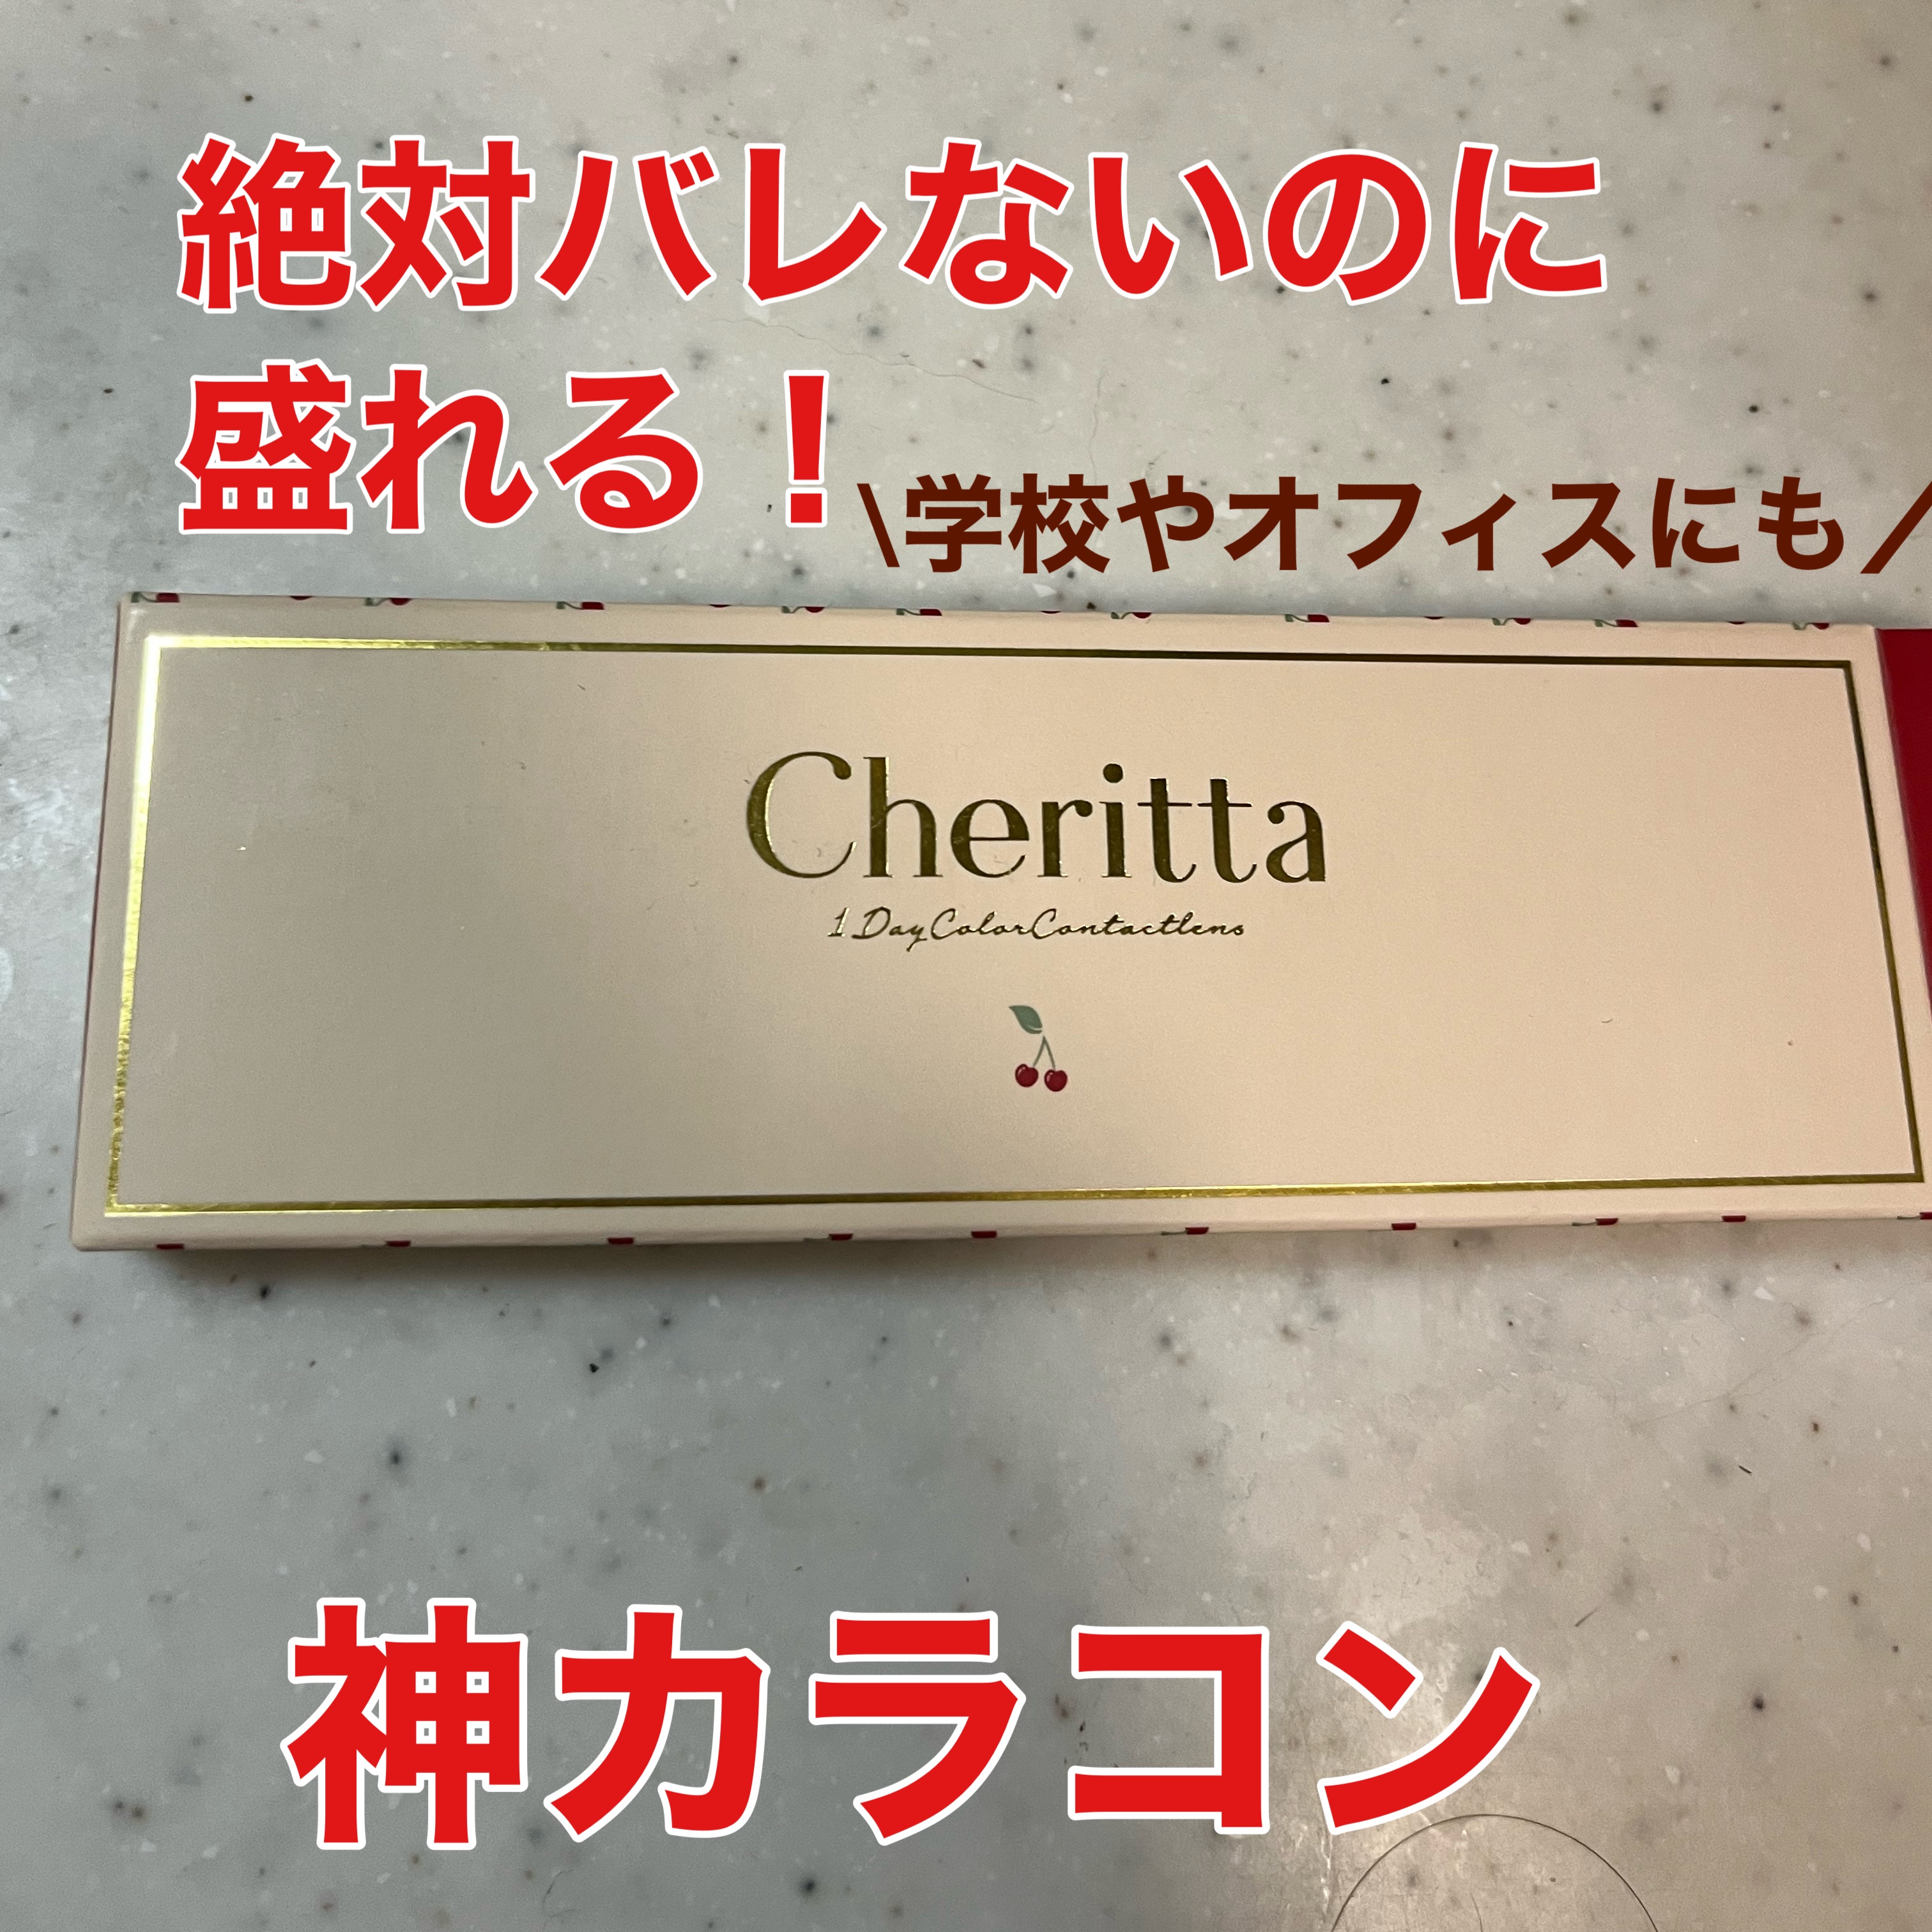 絶対バレないのに
盛れる！
\学校やオフィスにも／
Cheritta
1 Day Color Contactlens
神カラコン